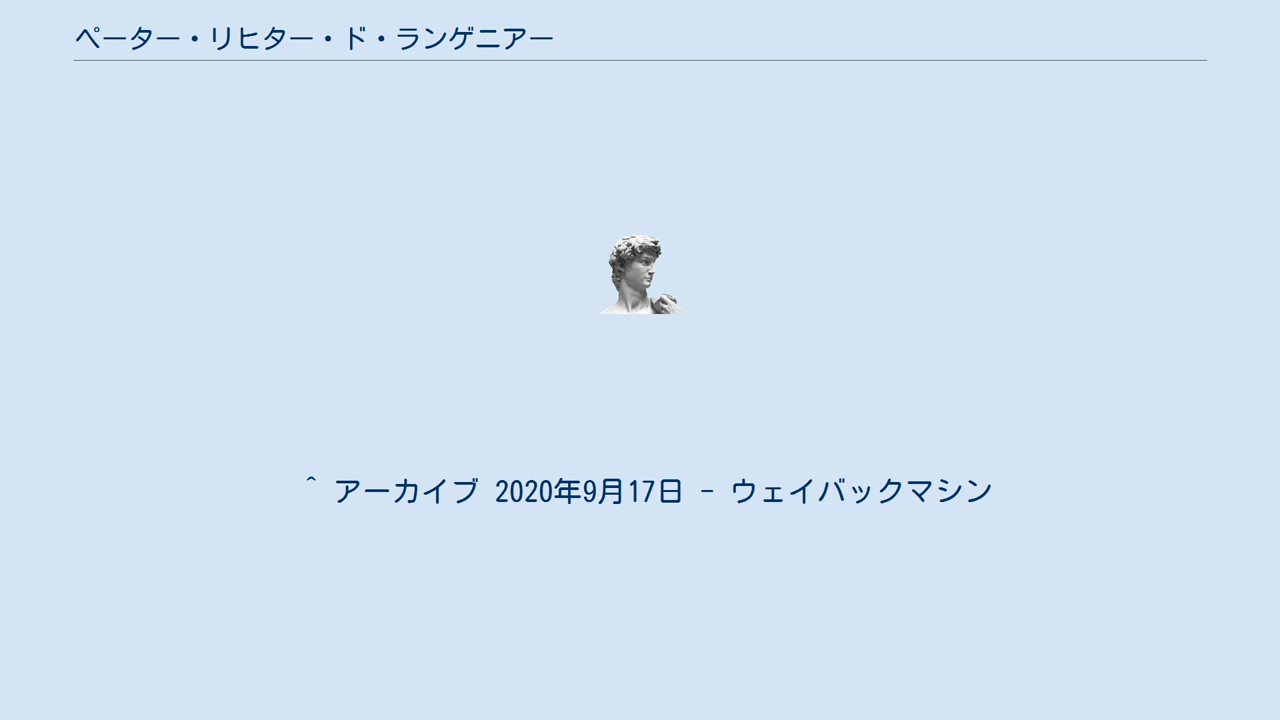 ペーター・リヒター・ド・ランゲニアー
^ アーカイブ 2020年9月17日 - ウェイバックマシン